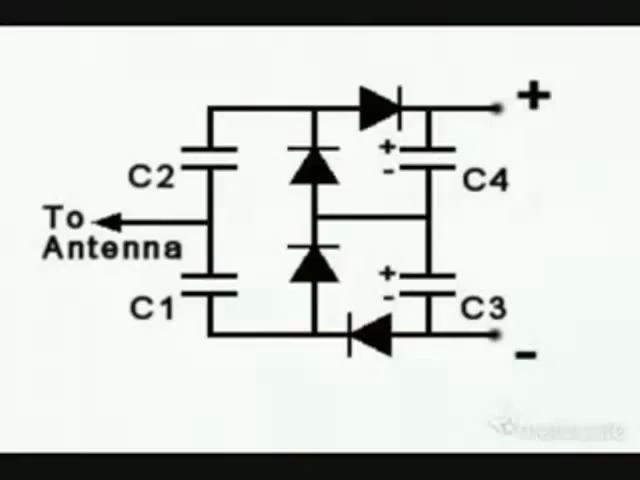 +
+
-
C2
C4
To
Antenna
+
-
C1
C3
-